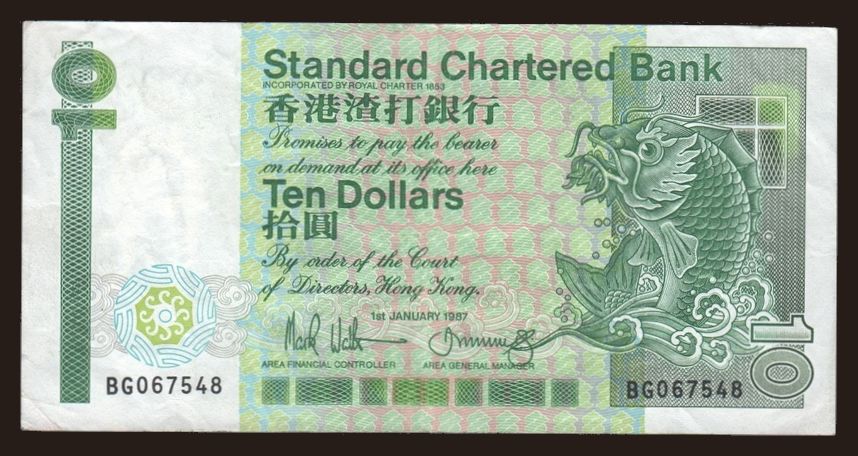 10
Standard Chartered Bank
INCORPORATED BY ROYAL CHARTER 1853
香港渣打銀行
Promises to pay the bearer
on demand at its office here
Ten Dollars
拾圓
By order of the Court
of Directors, Hong Kong.
1st JANUARY 1987
AREA FINANCIAL CONTROLLER AREA GENERAL MANAGER
BG067548 BG067548
10